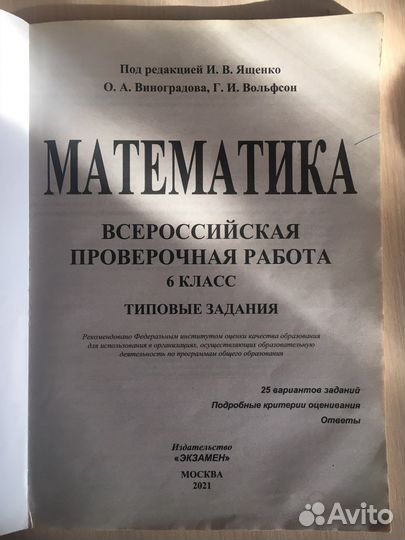 Под редакцией И. В. Ященко
О. А. Виноградова, Г. И. Вольфсон
МАТЕМАТИКА
ВСЕРОССИЙСКАЯ
ПРОВЕРОЧНАЯ РАБОТА
6 КЛАСС
ТИПОВЫЕ ЗАДАНИЯ
Рекомендовано Федеральным институтом оценки качества образования
для использования в организациях, осуществляющих образовательную
деятельность по программам общего образования
25 вариантов заданий
Подробные критерии оценивания
Ответы
Издательство
«ЭКЗАМЕН»
МОСКВА
2021
Avito